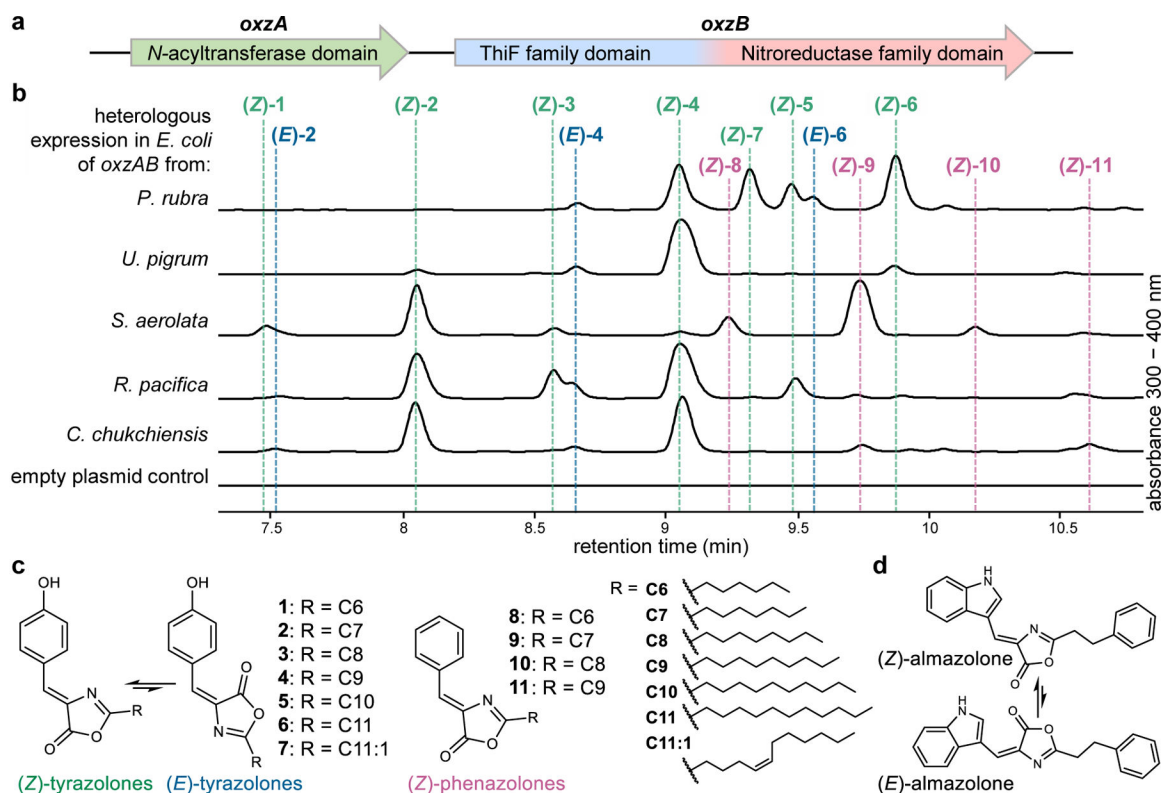 a
oxzA
oxzB
N-acyltransferase domain
ThiF family domain
Nitroreductase family domain
b
heterologous
expression in E. coli
of oxzAB from:
(Z)-1
(Z)-2
(Z)-3
(Z)-4
(Z)-5
(Z)-6
(E)-2
(E)-4
(Z)-7
(E)-6
(Z)-8
(Z)-9
(Z)-10
(Z)-11
P. rubra
U. pigrum
S. aerolata
R. pacifica
C. chukchiensis
empty plasmid control
absorbance 300 – 400 nm
7.5
8
8.5
9
9.5
10
10.5
retention time (min)
c
OH
N
O
O
R
(Z)-tyrazolones
OH
O
O
N
R
(E)-tyrazolones
1: R = C6
2: R = C7
3: R = C8
4: R = C9
5: R = C10
6: R = C11
7: R = C11:1
N
O
O
R
(Z)-phenazolones
8: R = C6
9: R = C7
10: R = C8
11: R = C9
R = C6
C7
C8
C9
C10
C11
C11:1
d
H
N
N
O
O
(Z)-almazolone
H
N
O
O
N
(E)-almazolone